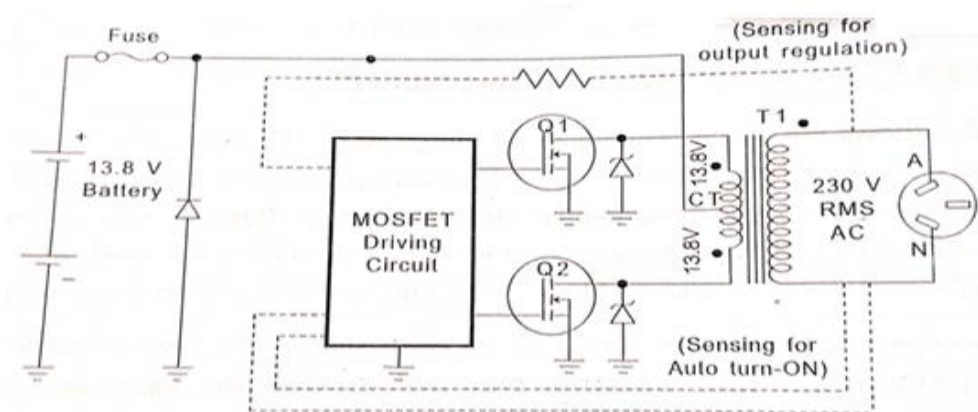 Fuse
(Sensing for
output regulation)
+
13.8 V
Battery
-
MOSFET
Driving
Circuit
Q1
Q2
13.8V
CT
13.8V
T1
230 V
RMS
AC
A
N
(Sensing for
Auto turn-ON)